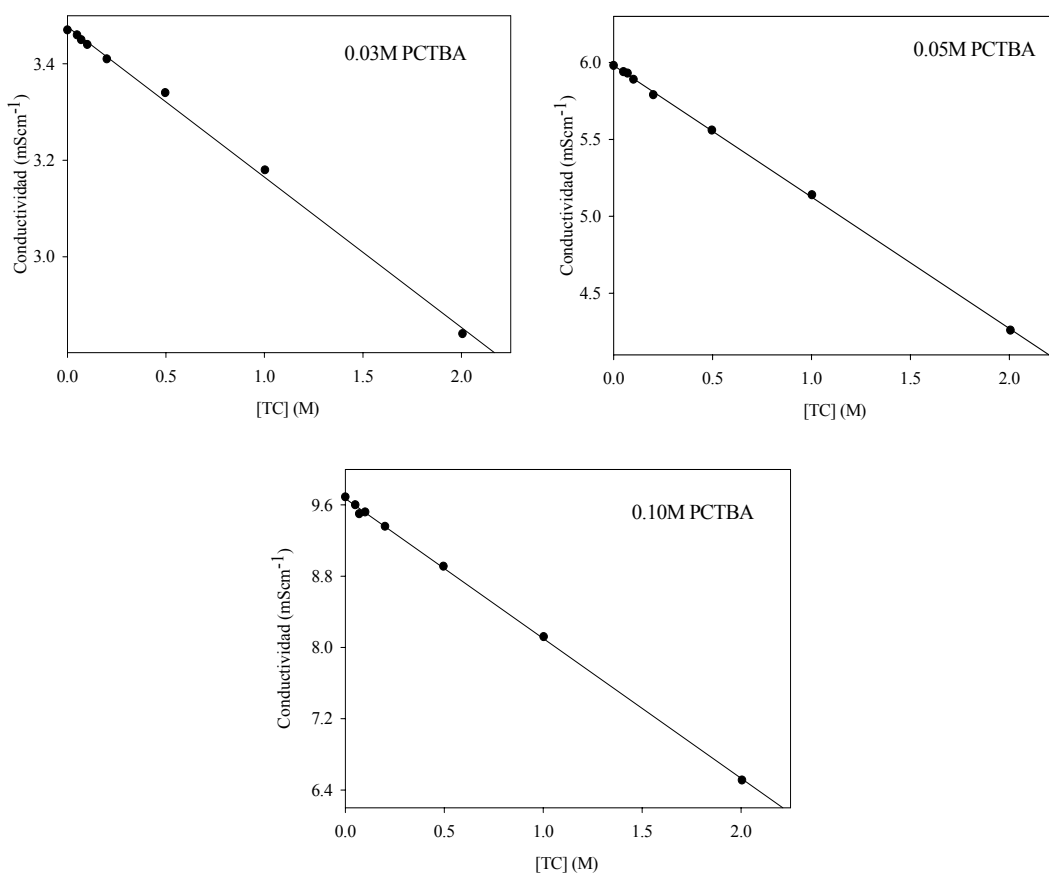 0.03M PCTBA
3.4
3.2
3.0
Conductividad (mScm-1)
0.0 0.5 1.0 1.5 2.0
[TC] (M)
0.05M PCTBA
6.0
5.5
5.0
4.5
Conductividad (mScm-1)
0.0 0.5 1.0 1.5 2.0
[TC] (M)
0.10M PCTBA
9.6
8.8
8.0
7.2
6.4
Conductividad (mScm-1)
0.0 0.5 1.0 1.5 2.0
[TC] (M)